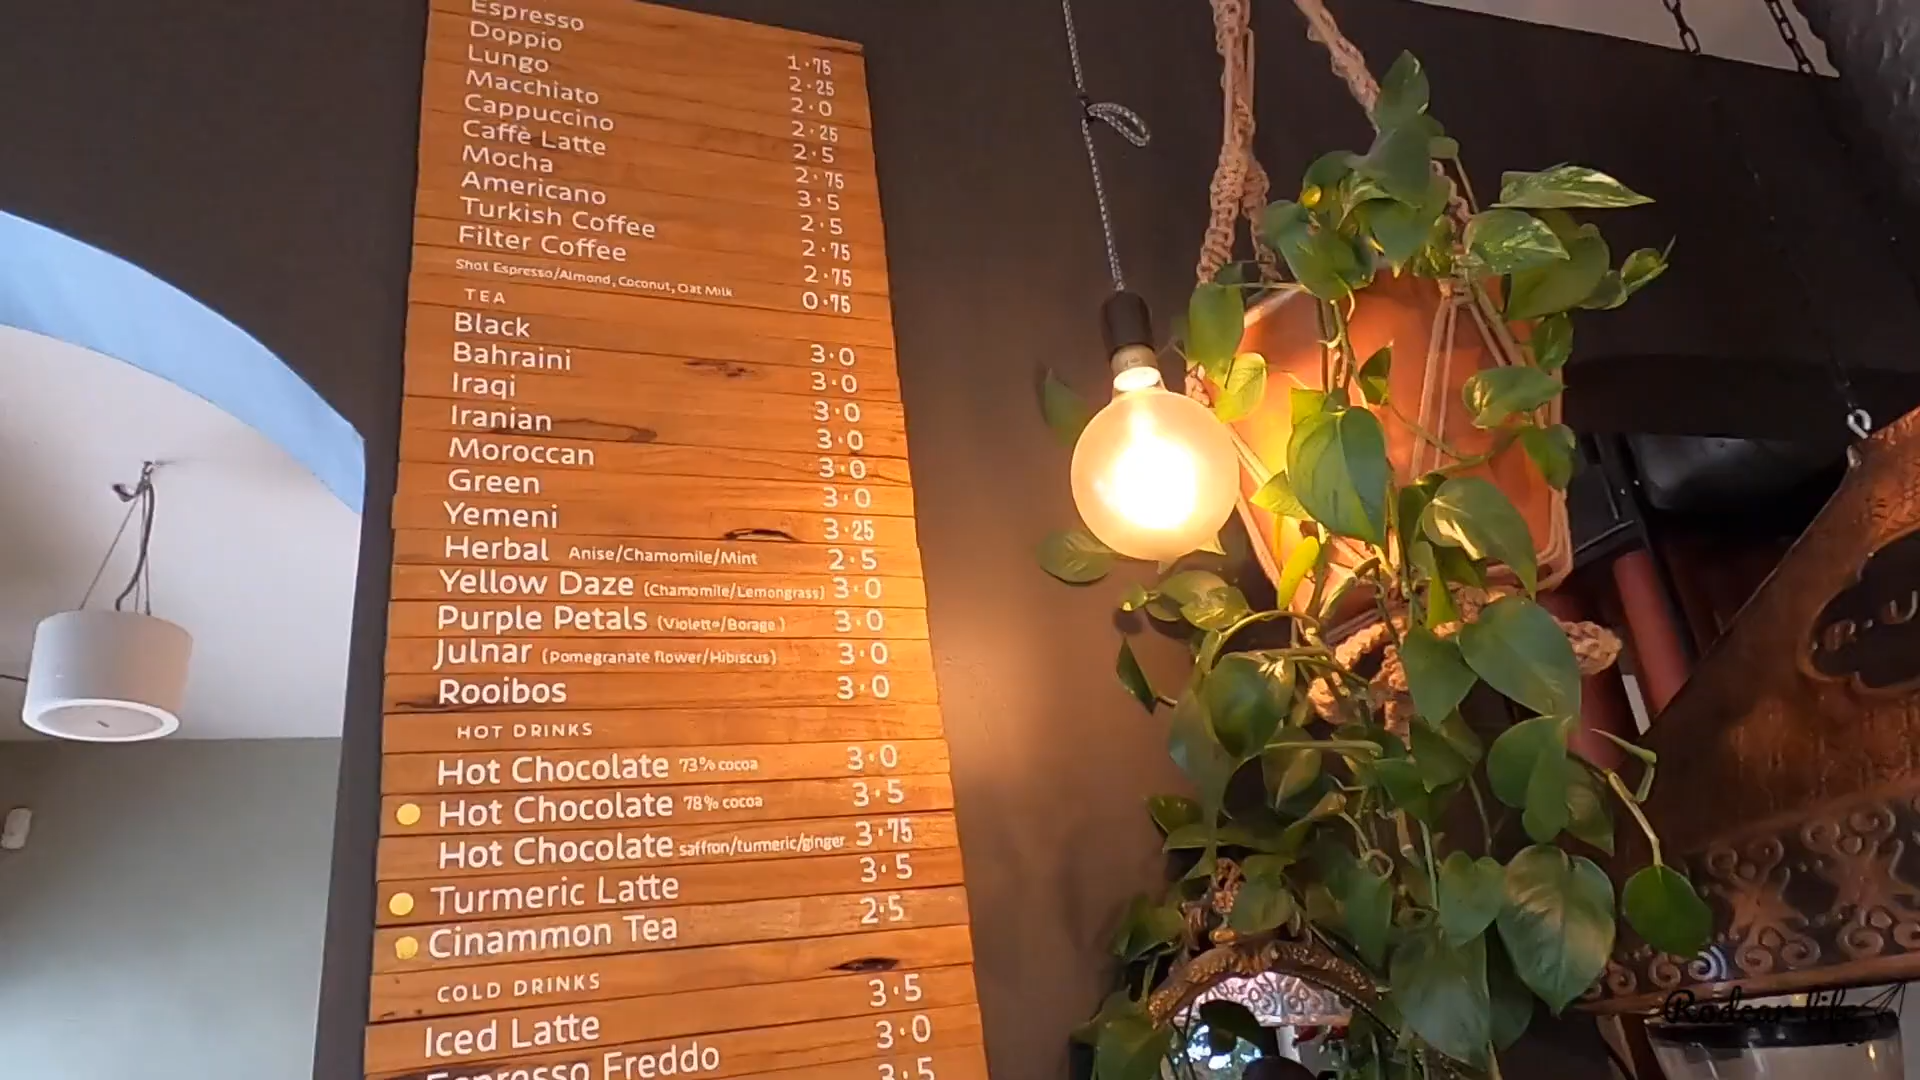 Espresso 1·75
Doppio 2·25
Lungo 2·0
Macchiato 2·25
Cappuccino 2·5
Caffè Latte 2·75
Mocha 3·5
Americano 2·5
Turkish Coffee 2·75
Filter Coffee 2·75
Shot Espresso/Almond, Coconut, Oat Milk 0·75
TEA
Black 3·0
Bahraini 3·0
Iraqi 3·0
Iranian 3·0
Moroccan 3·0
Green 3·0
Yemeni 3·25
Herbal Anise/Chamomile/Mint 2·5
Yellow Daze (Chamomile/Lemongrass) 3·0
Purple Petals (Violette/Borage) 3·0
Julnar (Pomegranate flower/Hibiscus) 3·0
Rooibos 3·0
HOT DRINKS
Hot Chocolate 73% cocoa 3·0
Hot Chocolate 78% cocoa 3·5
Hot Chocolate saffron/turmeric/ginger 3·75
Turmeric Latte 3·5
Cinammon Tea 2·5
COLD DRINKS
Iced Latte 3·5
Espresso Freddo 3·0
3·5
Rodear life